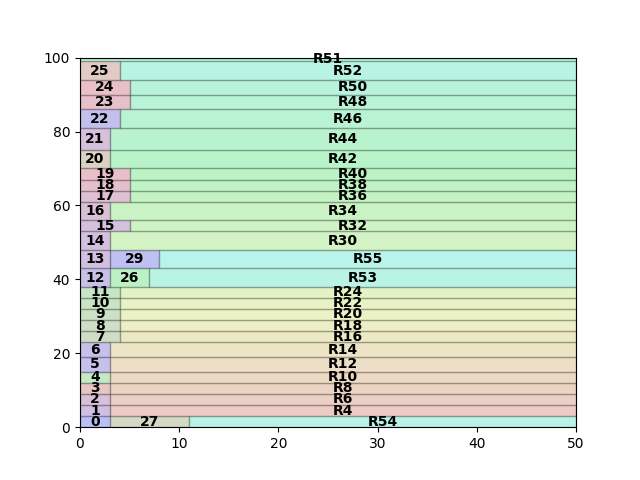 R51
100
25 R52
24 R50
23 R48
22 R46
80
21 R44
20 R42
19 R40
18 R38
17 R36
60
16 R34
15 R32
14 R30
13 29 R55
12 26 R53
40
11 R24
10 R22
9 R20
8 R18
7 R16
6 R14
20
5 R12
4 R10
3 R8
2 R6
1 R4
0 27 R54
0
0 10 20 30 40 50